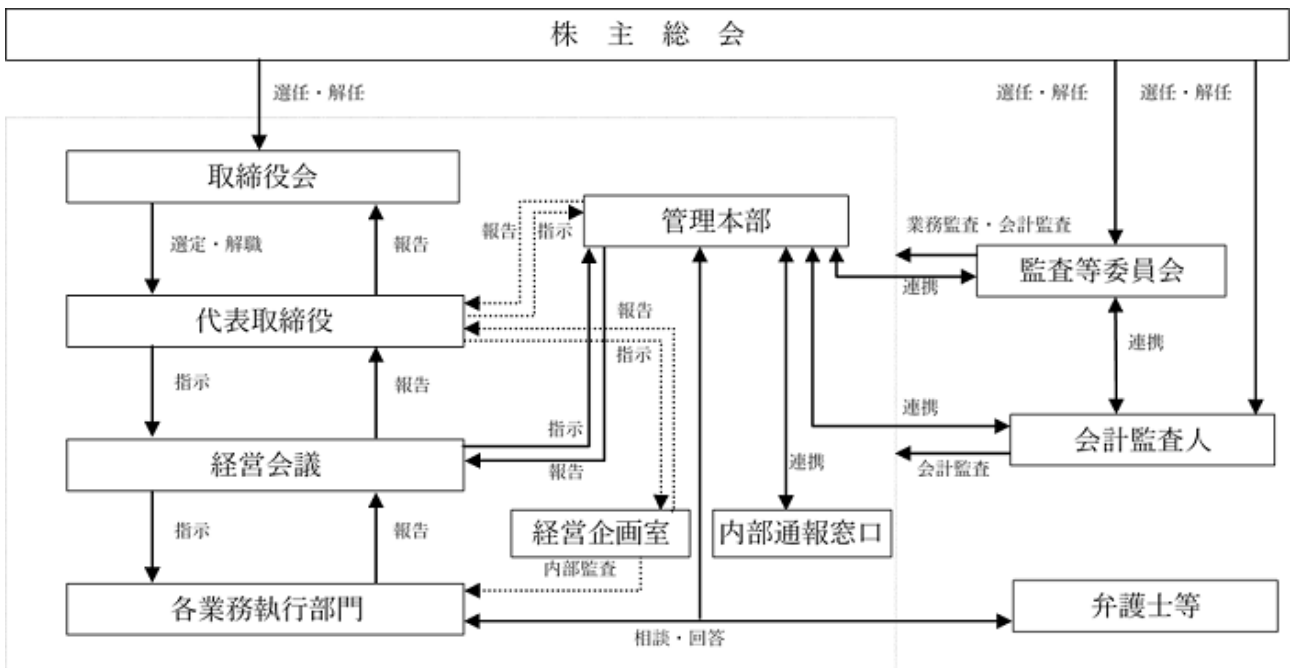 株主総会
選任・解任
選任・解任
選任・解任
取締役会
管理本部
報告
指示
業務監査・会計監査
選定・解職
報告
監査等委員会
連携
代表取締役
報告
指示
連携
指示
報告
連携
指示
経営会議
報告
連携
会計監査人
会計監査
指示
報告
経営企画室
内部通報窓口
内部監査
各業務執行部門
弁護士等
相談・回答